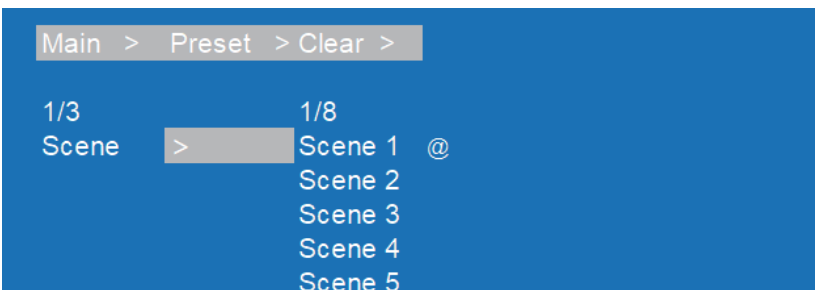 Main > Preset > Clear >
1/3 1/8
Scene > Scene 1 @
Scene 2
Scene 3
Scene 4
Scene 5